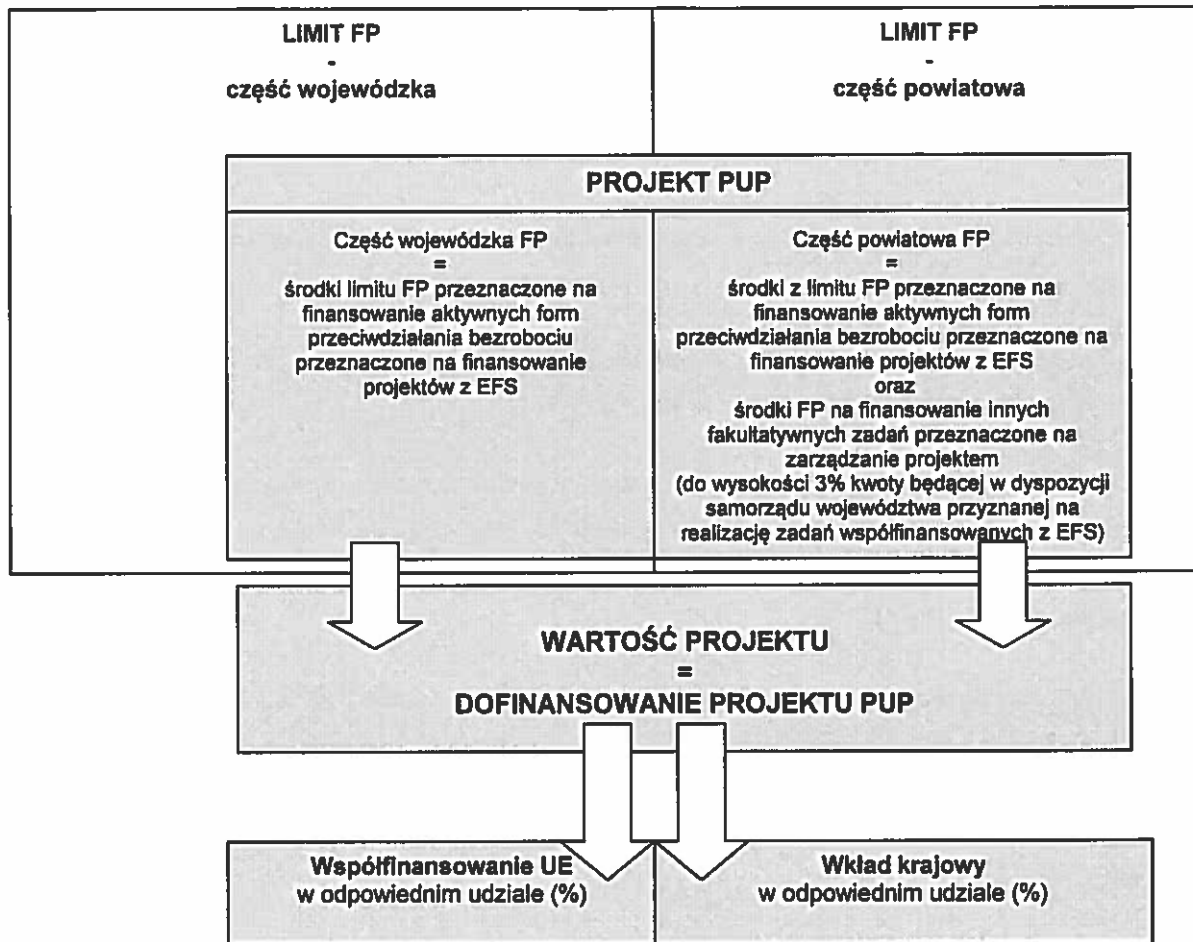 LIMIT FP
-
część wojewódzka
LIMIT FP
-
część powiatowa
PROJEKT PUP
Część wojewódzka FP
=
środki limitu FP przeznaczone na
finansowanie aktywnych form
przeciwdziałania bezrobociu
przeznaczone na finansowanie
projektów z EFS
Część powiatowa FP
=
środki z limitu FP przeznaczone na
finansowanie aktywnych form
przeciwdziałania bezrobociu przeznaczone na
finansowanie projektów z EFS
oraz
środki FP na finansowanie innych
fakultatywnych zadań przeznaczone na
zarządzanie projektem
(do wysokości 3% kwoty będącej w dyspozycji
samorządu województwa przyznanej na
realizację zadań współfinansowanych z EFS)
WARTOŚĆ PROJEKTU
=
DOFINANSOWANIE PROJEKTU PUP
Współfinansowanie UE
w odpowiednim udziale (%)
Wkład krajowy
w odpowiednim udziale (%)